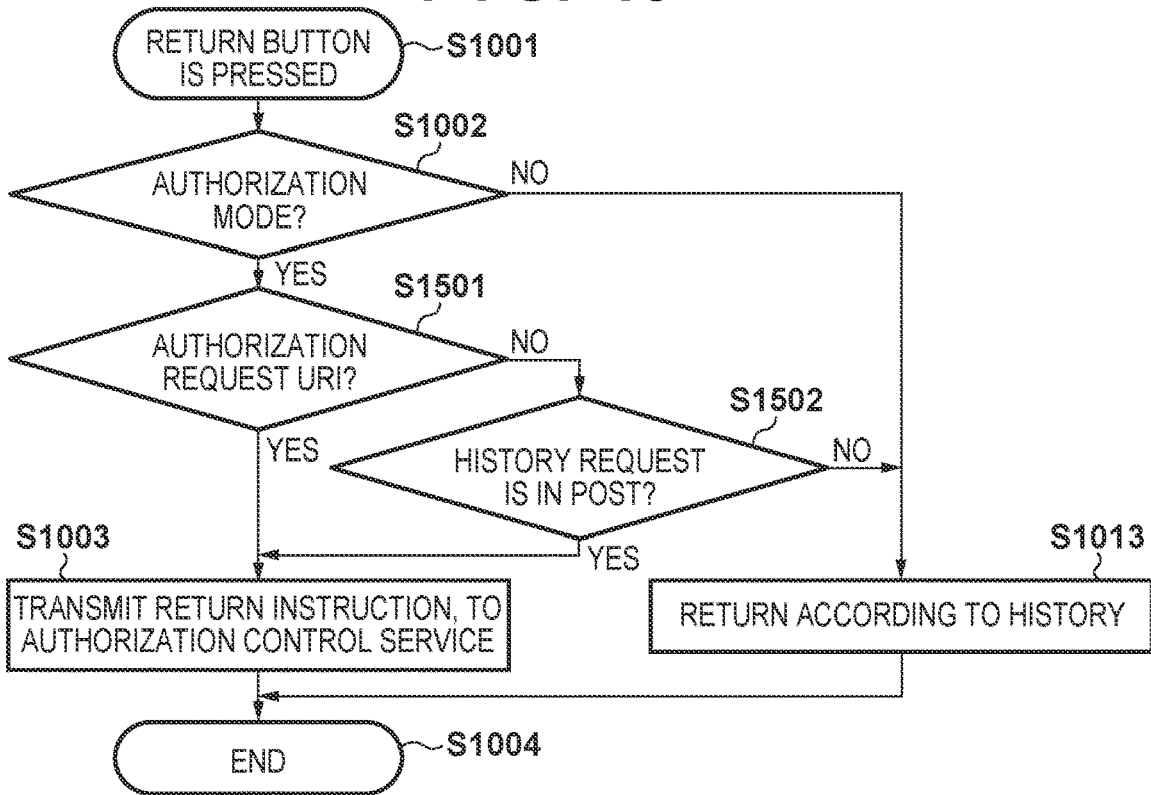 RETURN BUTTON
IS PRESSED
S1001
S1002
AUTHORIZATION
MODE?
NO
YES
S1501
AUTHORIZATION
REQUEST URI?
NO
YES
S1502
HISTORY REQUEST
IS IN POST?
NO
YES
S1003
TRANSMIT RETURN INSTRUCTION, TO
AUTHORIZATION CONTROL SERVICE
S1013
RETURN ACCORDING TO HISTORY
END
S1004